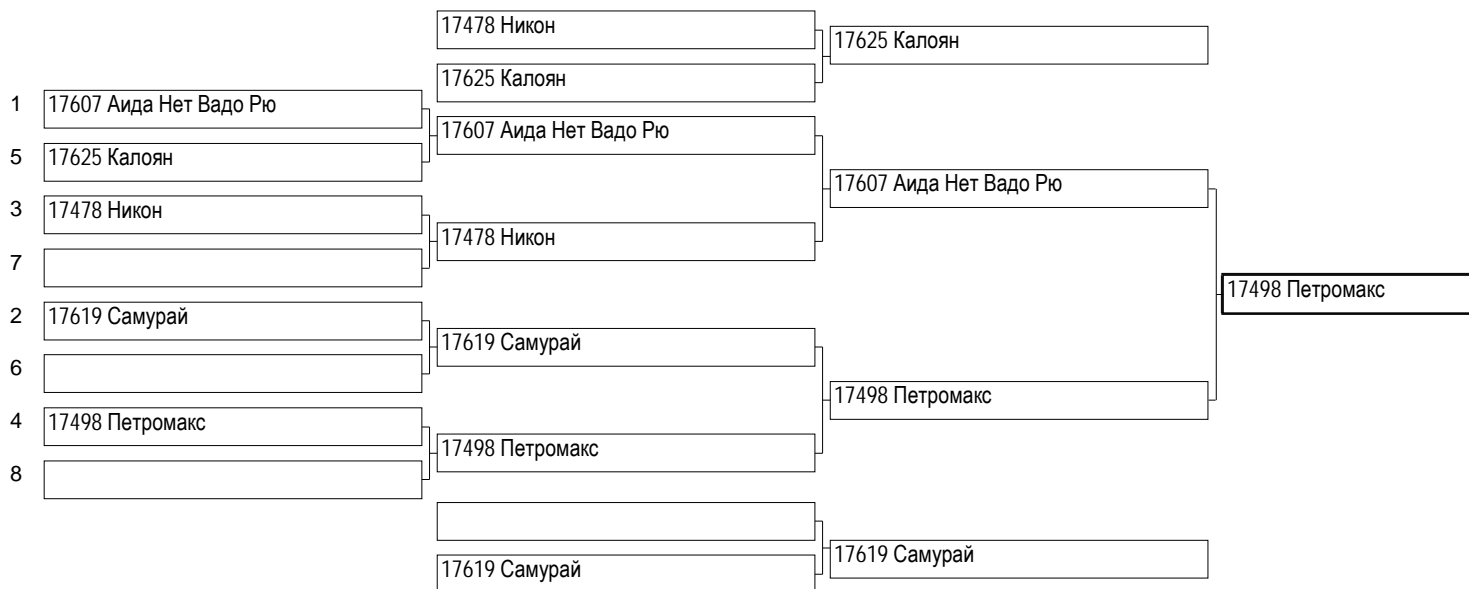 17478 Никон
17625 Калоян
17625 Калоян
1 17607 Аида Нет Вадо Рю
17607 Аида Нет Вадо Рю
5 17625 Калоян
17607 Аида Нет Вадо Рю
3 17478 Никон
17478 Никон
7
17498 Петромакс
2 17619 Самурай
17619 Самурай
6
17498 Петромакс
4 17498 Петромакс
17498 Петромакс
8
17619 Самурай
17619 Самурай